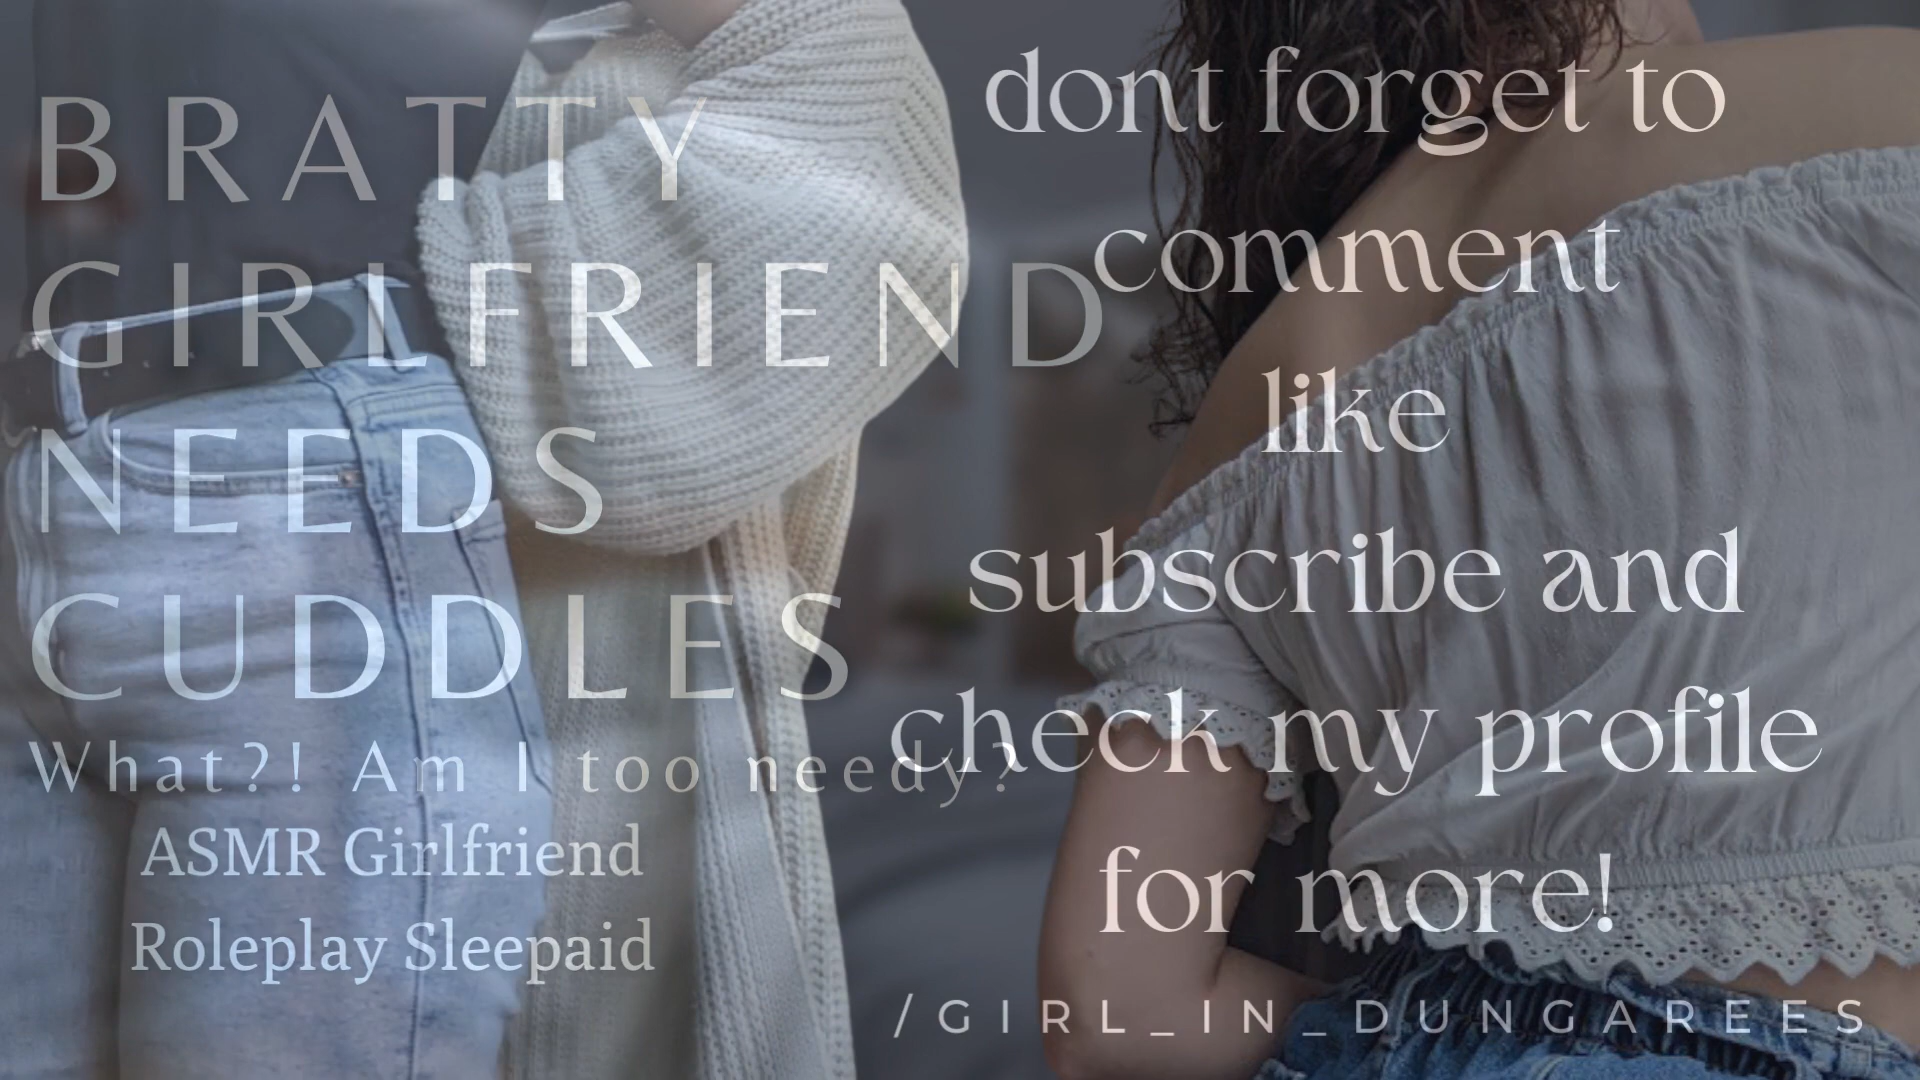 BRATTY
GIRLFRIEND
NEEDS
CUDDLES
What?! Am I too needy?
ASMR Girlfriend
Roleplay Sleepaid
dont forget to
comment
like
subscribe and
check my profile
for more!
/GIRL_IN_DUNGAREES